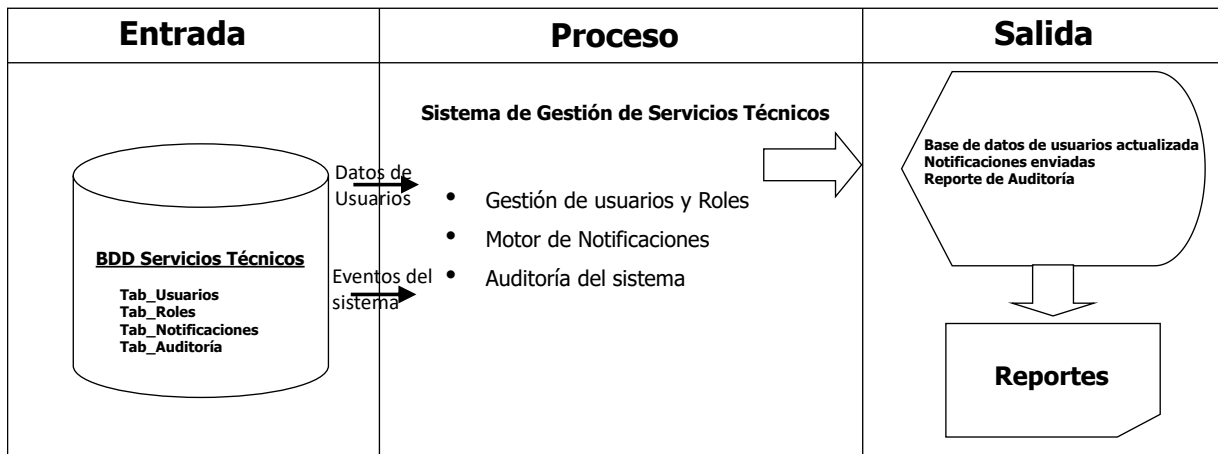 Entrada
Proceso
Salida
BDD Servicios Técnicos
Tab_Usuarios
Tab_Roles
Tab_Notificaciones
Tab_Auditoría
Datos de
Usuarios
Eventos del
sistema
Sistema de Gestión de Servicios Técnicos
• Gestión de usuarios y Roles
• Motor de Notificaciones
• Auditoría del sistema
Base de datos de usuarios actualizada
Notificaciones enviadas
Reporte de Auditoría
Reportes